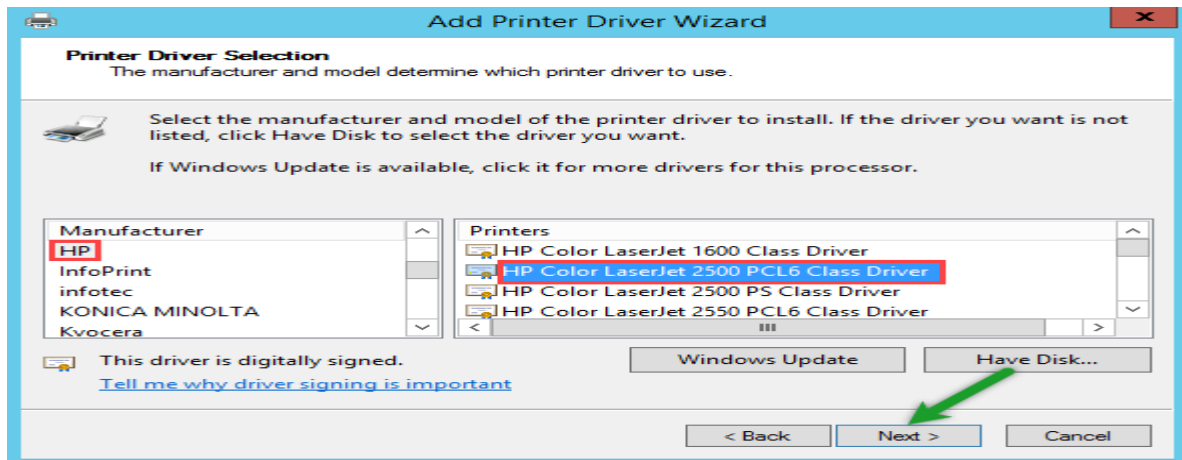 Add Printer Driver Wizard
x
Printer Driver Selection
The manufacturer and model determine which printer driver to use.
Select the manufacturer and model of the printer driver to install. If the driver you want is not
listed, click Have Disk to select the driver you want.
If Windows Update is available, click it for more drivers for this processor.
Manufacturer
HP
InfoPrint
infotec
KONICA MINOLTA
Kyocera
Printers
HP Color LaserJet 1600 Class Driver
HP Color LaserJet 2500 PCL6 Class Driver
HP Color LaserJet 2500 PS Class Driver
HP Color LaserJet 2550 PCL6 Class Driver
This driver is digitally signed.
Tell me why driver signing is important
Windows Update
Have Disk...
< Back
Next >
Cancel